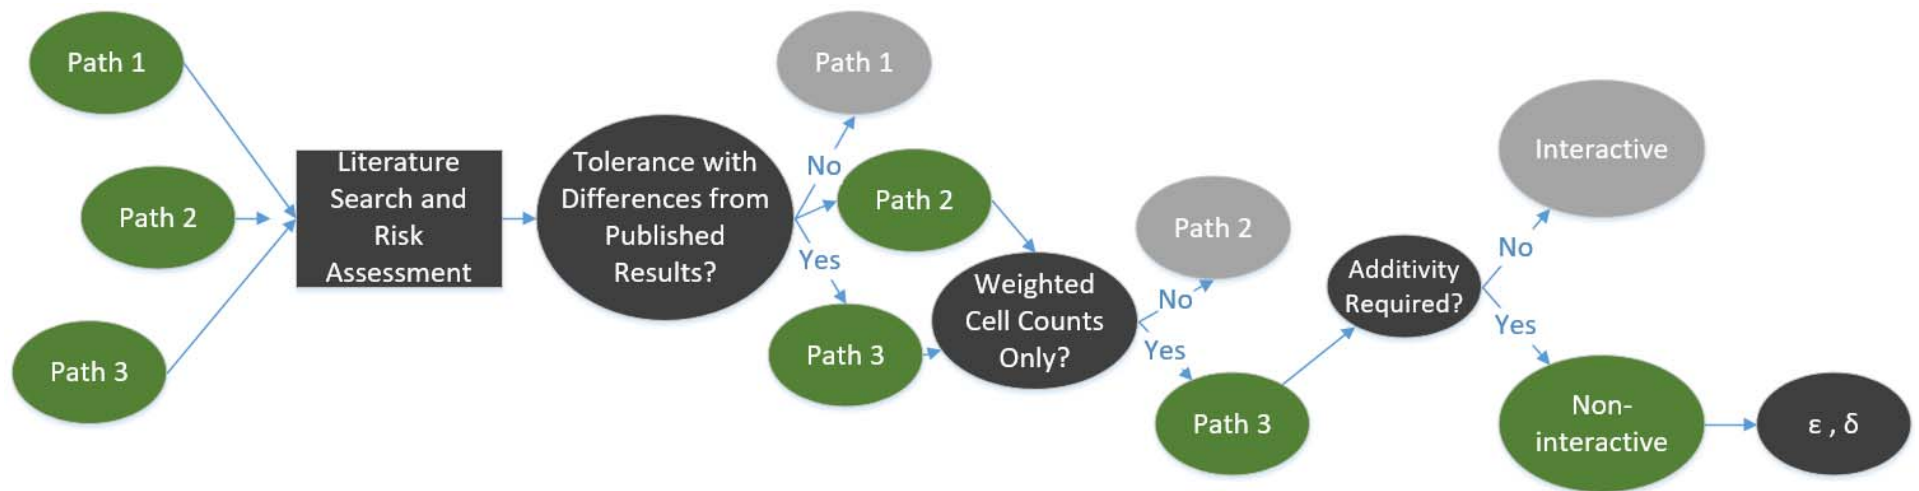 Path 1
Path 2
Path 3
Literature
Search and
Risk
Assessment
Tolerance with
Differences from
Published
Results?
No
Yes
Path 1
Path 2
Path 3
Weighted
Cell Counts
Only?
No
Yes
Path 2
Path 3
Additivity
Required?
No
Yes
Interactive
Non-
interactive
ε , δ